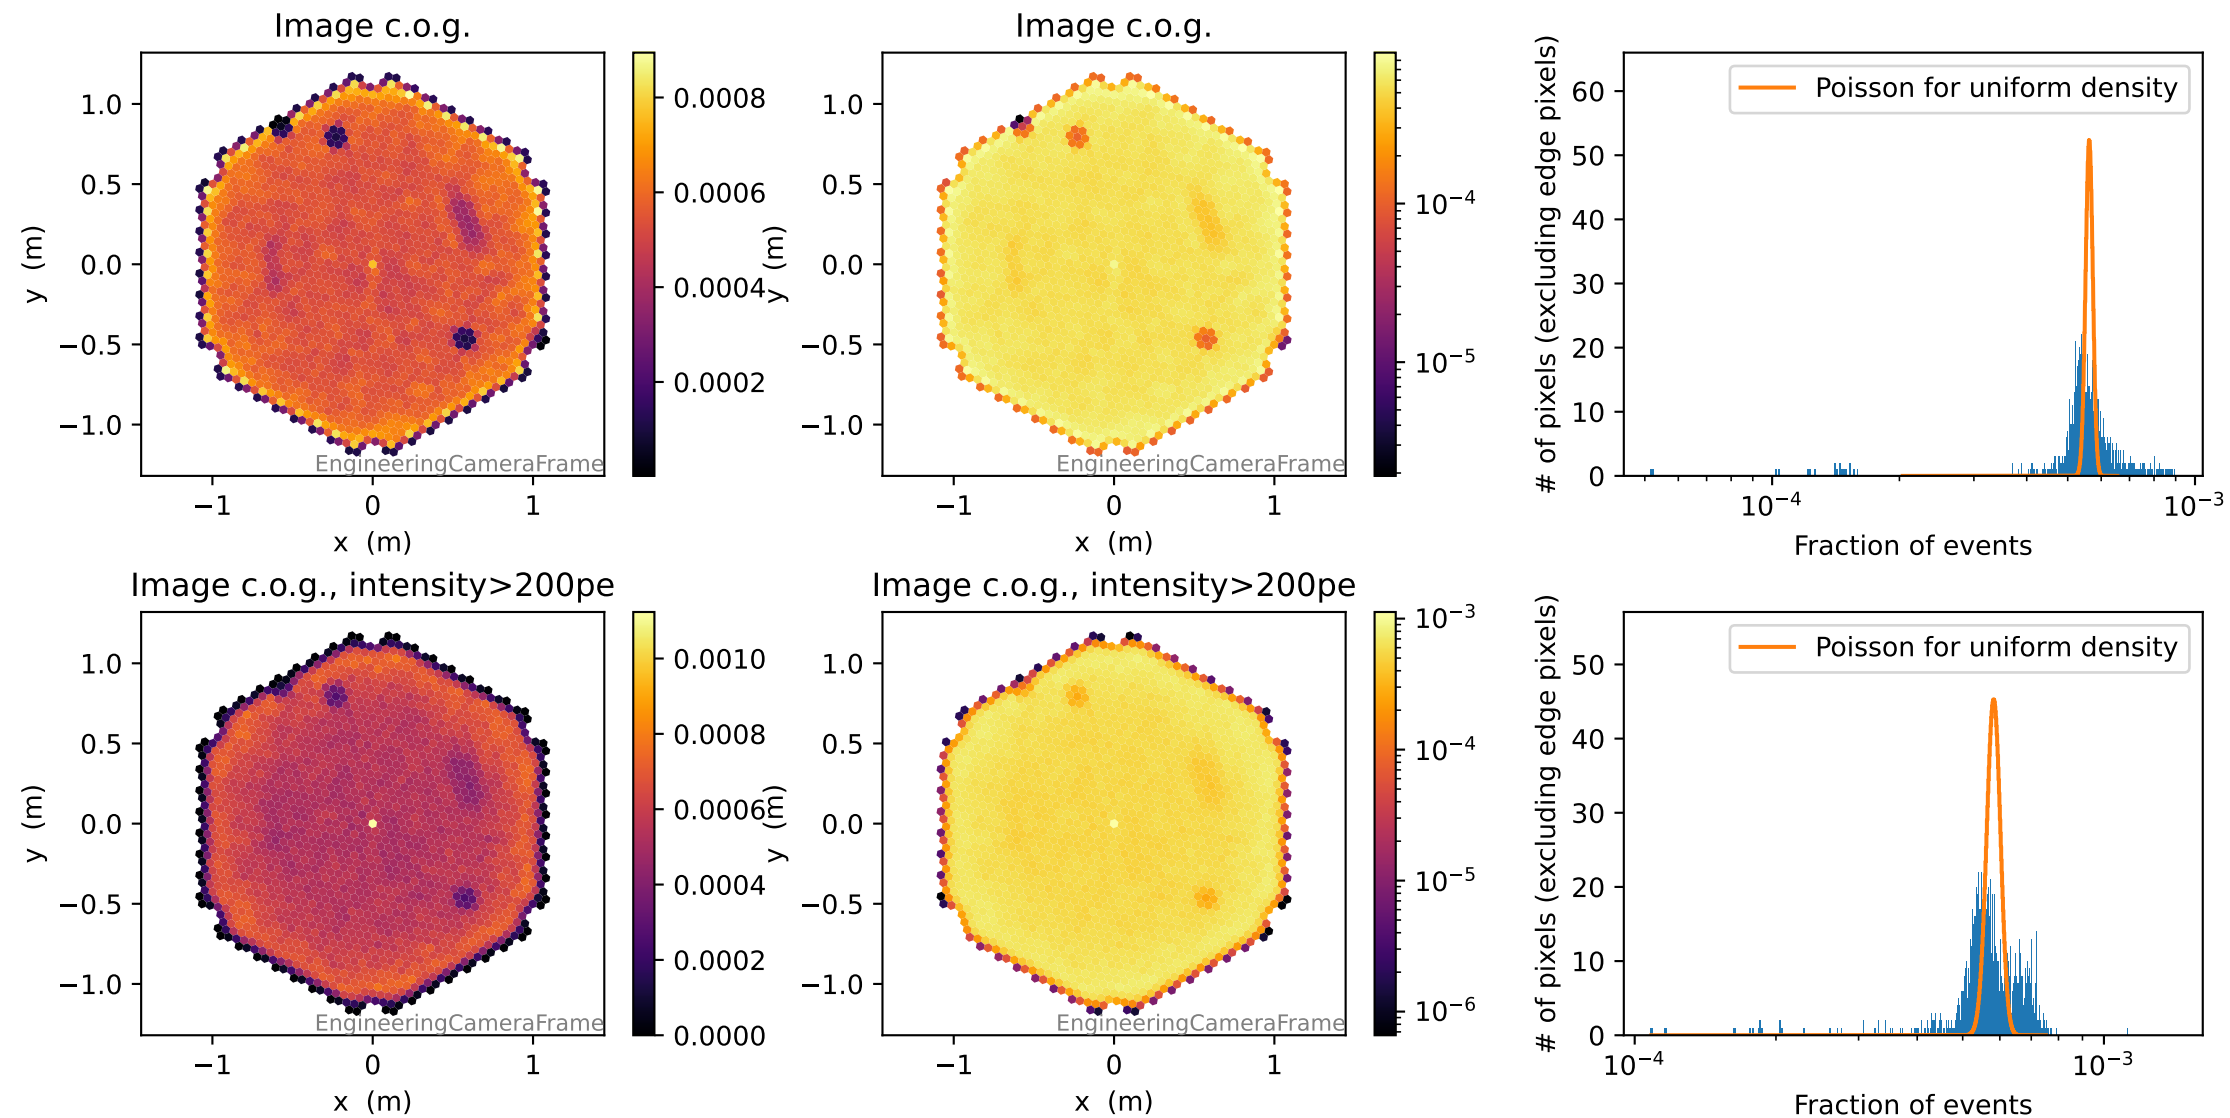 Image c.o.g.
1.0
0.5
0.0
−0.5
−1.0
y (m)
−1
0
1
x (m)
EngineeringCameraFrame
0.0008
0.0006
0.0004
0.0002
Image c.o.g.
1.0
0.5
0.0
−0.5
−1.0
y (m)
−1
0
1
x (m)
EngineeringCameraFrame
10⁻⁴
10⁻⁵
Poisson for uniform density
# of pixels (excluding edge pixels)
60
50
40
30
20
10
0
10⁻⁴
10⁻³
Fraction of events
Image c.o.g., intensity>200pe
1.0
0.5
0.0
−0.5
−1.0
y (m)
−1
0
1
x (m)
EngineeringCameraFrame
0.0010
0.0008
0.0006
0.0004
0.0002
0.0000
Image c.o.g., intensity>200pe
1.0
0.5
0.0
−0.5
−1.0
y (m)
−1
0
1
x (m)
EngineeringCameraFrame
10⁻³
10⁻⁴
10⁻⁵
10⁻⁶
Poisson for uniform density
# of pixels (excluding edge pixels)
50
40
30
20
10
0
10⁻⁴
10⁻³
Fraction of events